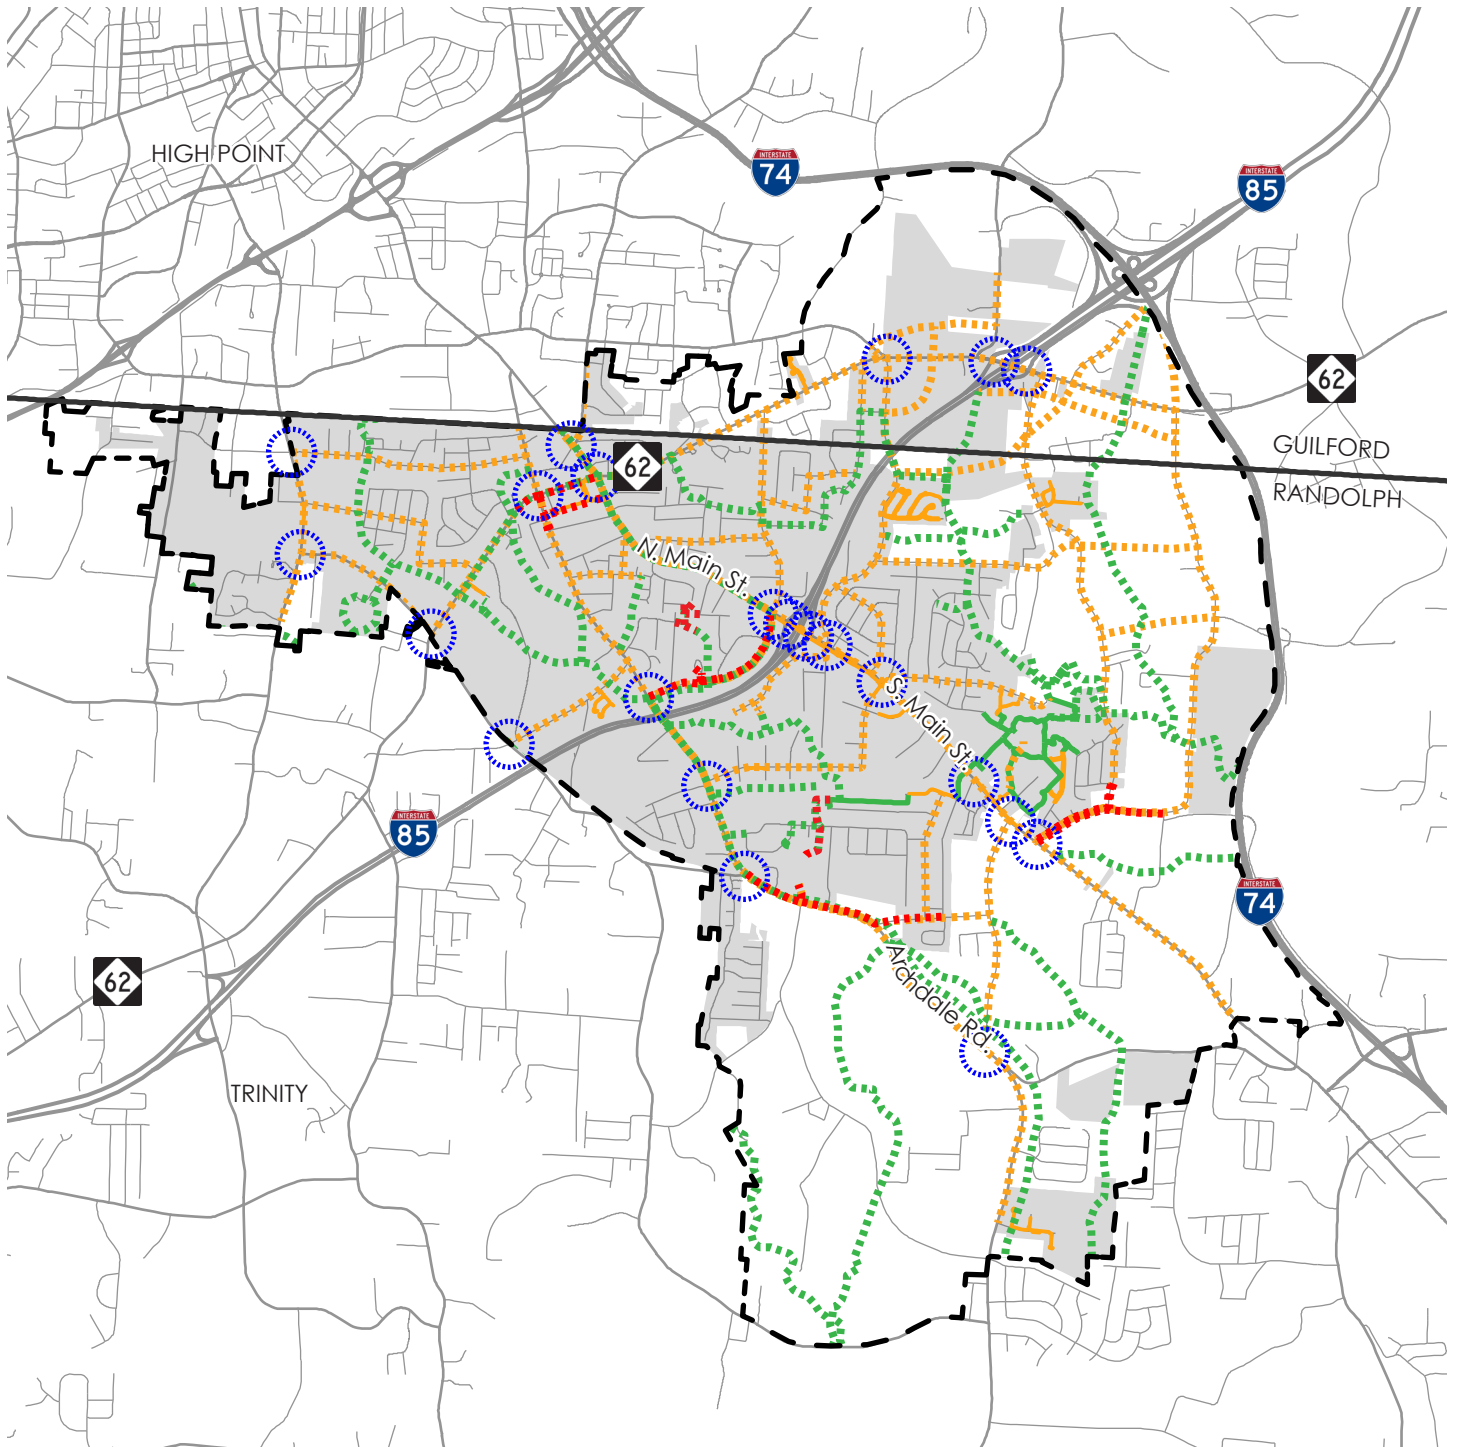 HIGH POINT
INTERSTATE
74
INTERSTATE
85
62
GUILFORD
RANDOLPH
62
N. Main St.
S. Main St.
INTERSTATE
85
INTERSTATE
74
Archdale Rd.
62
TRINITY